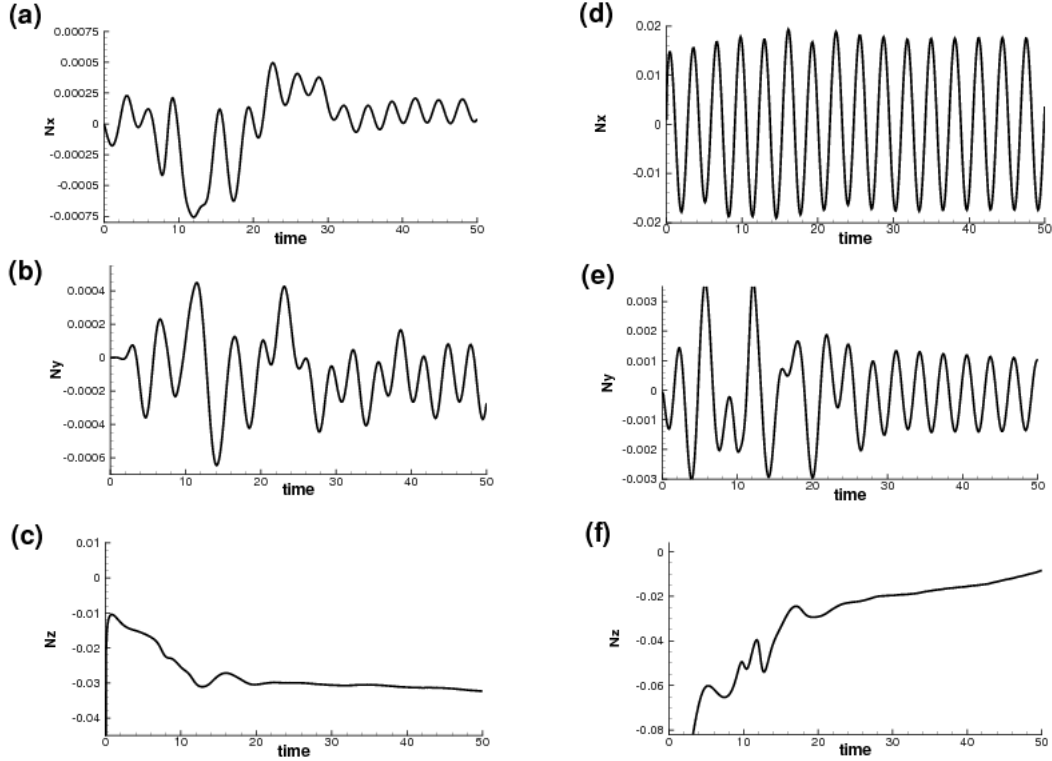 (a)
0.00075
0.0005
0.00025
0
-0.00025
-0.0005
-0.00075
Nx
0 10 20 30 40 50
time
(b)
0.0004
0.0002
0
-0.0002
-0.0004
-0.0006
Ny
0 10 20 30 40 50
time
(c)
0.01
0
-0.01
-0.02
-0.03
-0.04
Nz
0 10 20 30 40 50
time
(d)
0.02
0.01
0
-0.01
-0.02
Nx
0 10 20 30 40 50
time
(e)
0.003
0.002
0.001
0
-0.001
-0.002
-0.003
Ny
0 10 20 30 40 50
time
(f)
0
-0.02
-0.04
-0.06
-0.08
Nz
0 10 20 30 40 50
time